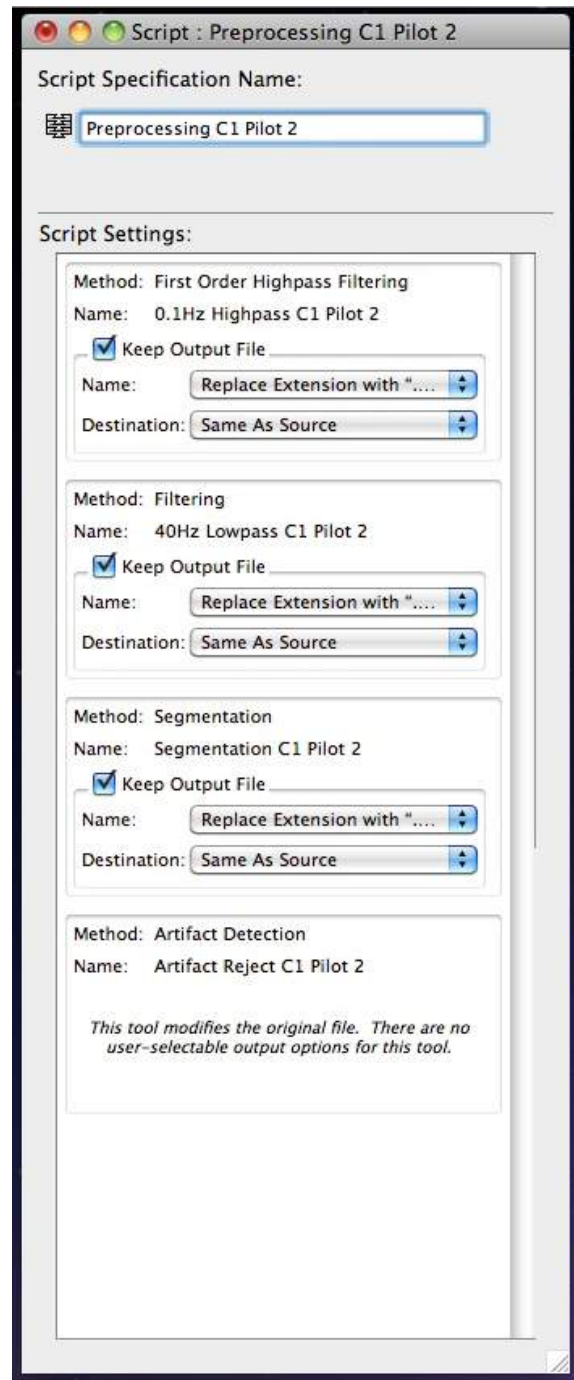 Script : Preprocessing C1 Pilot 2
Script Specification Name:
Preprocessing C1 Pilot 2
Script Settings:
Method: First Order Highpass Filtering
Name: 0.1Hz Highpass C1 Pilot 2
Keep Output File
Name: Replace Extension with "....
Destination: Same As Source
Method: Filtering
Name: 40Hz Lowpass C1 Pilot 2
Keep Output File
Name: Replace Extension with "....
Destination: Same As Source
Method: Segmentation
Name: Segmentation C1 Pilot 2
Keep Output File
Name: Replace Extension with "....
Destination: Same As Source
Method: Artifact Detection
Name: Artifact Reject C1 Pilot 2
This tool modifies the original file. There are no
user-selectable output options for this tool.